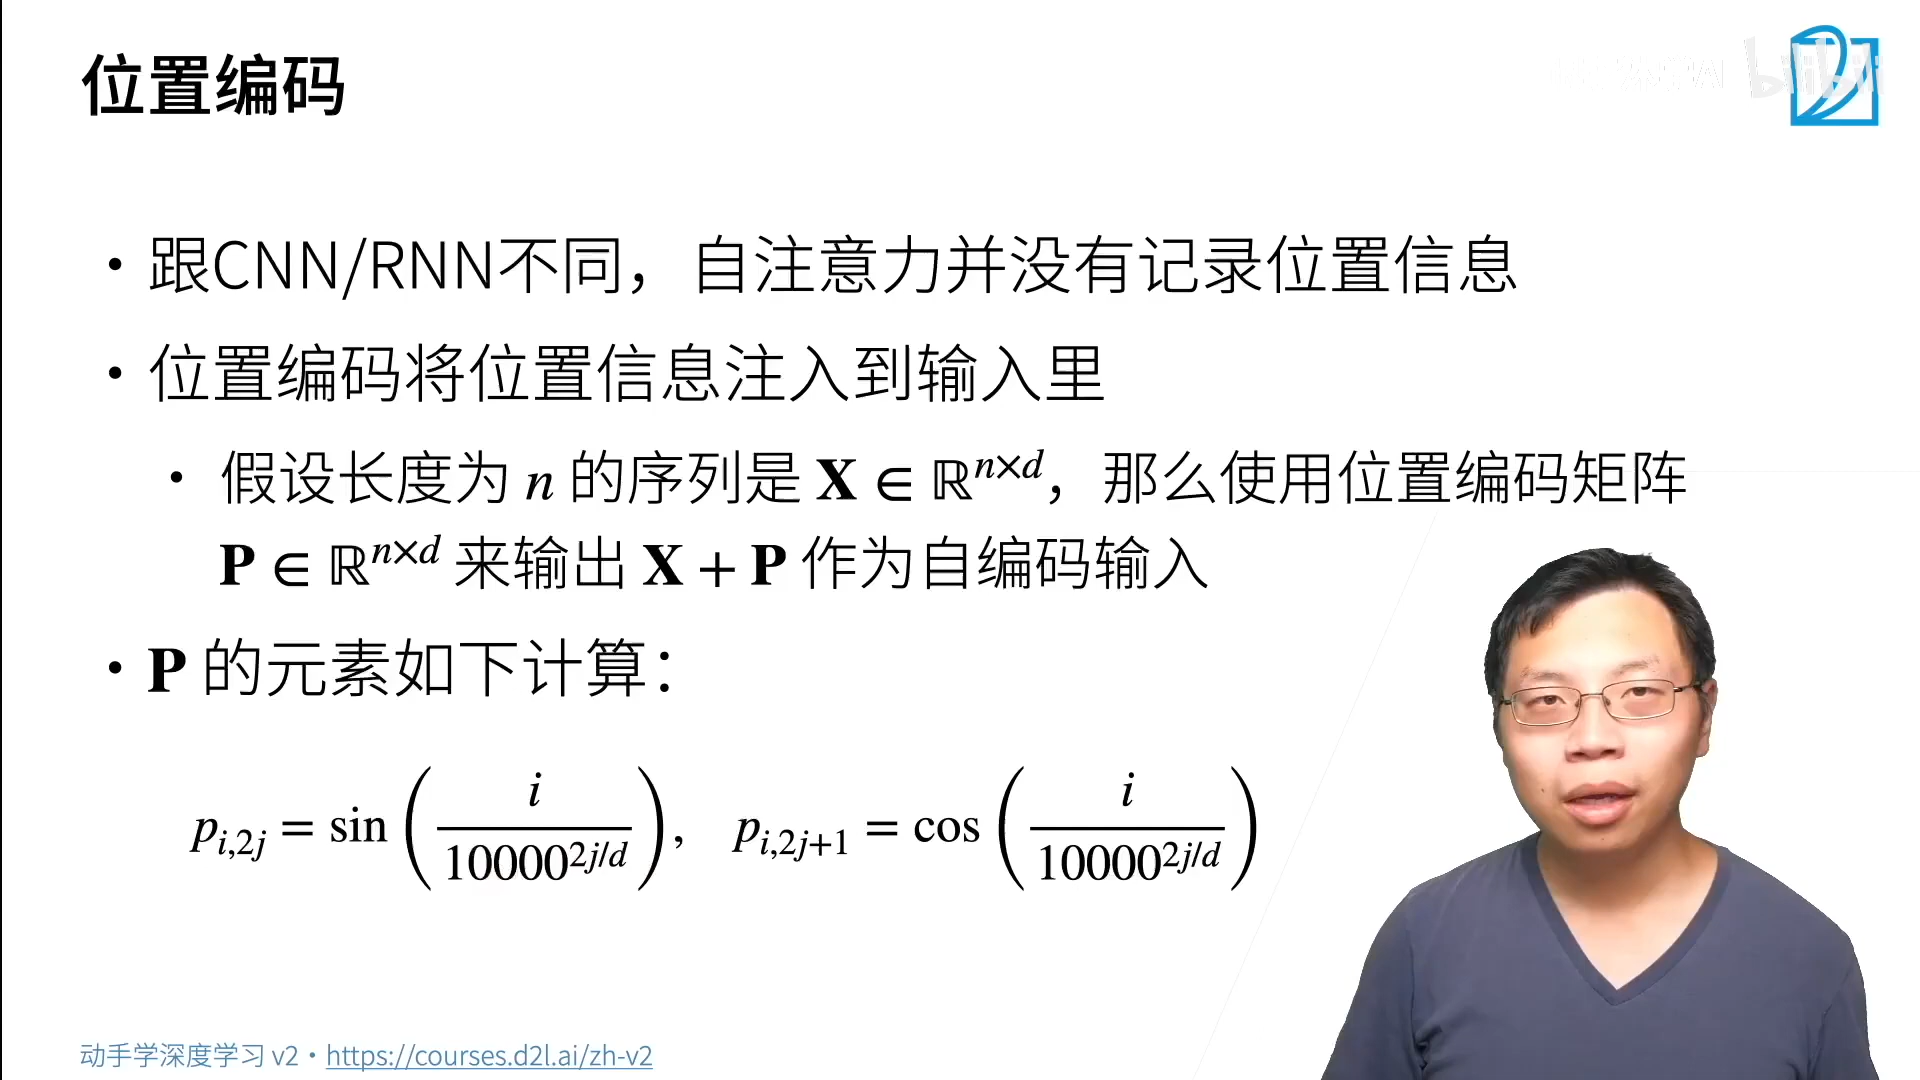 位置编码
bilibili
• 跟CNN/RNN不同，自注意力并没有记录位置信息
• 位置编码将位置信息注入到输入里
• 假设长度为 n 的序列是 X ∈ ℝ^{n×d}，那么使用位置编码矩阵
P ∈ ℝ^{n×d} 来输出 X + P 作为自编码输入
• P 的元素如下计算：
p_{i,2j} = sin(i/10000^{2j/d}), p_{i,2j+1} = cos(i/10000^{2j/d})
动手学深度学习 v2 • https://courses.d2l.ai/zh-v2